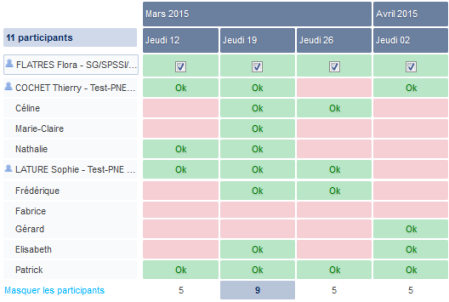 Mars 2015 Avril 2015
11 participants Jeudi 12 Jeudi 19 Jeudi 26 Jeudi 02
FLATRES Flora - SG/SPSSI/...
COCHET Thierry - Test-PNE... Ok Ok Ok
Céline Ok Ok
Marie-Claire Ok
Nathalie Ok Ok
LATURE Sophie - Test-PNE ... Ok Ok Ok
Frédérique Ok Ok
Fabrice
Gérard Ok
Elisabeth Ok Ok
Patrick Ok Ok Ok Ok
Masquer les participants 5 9 5 5